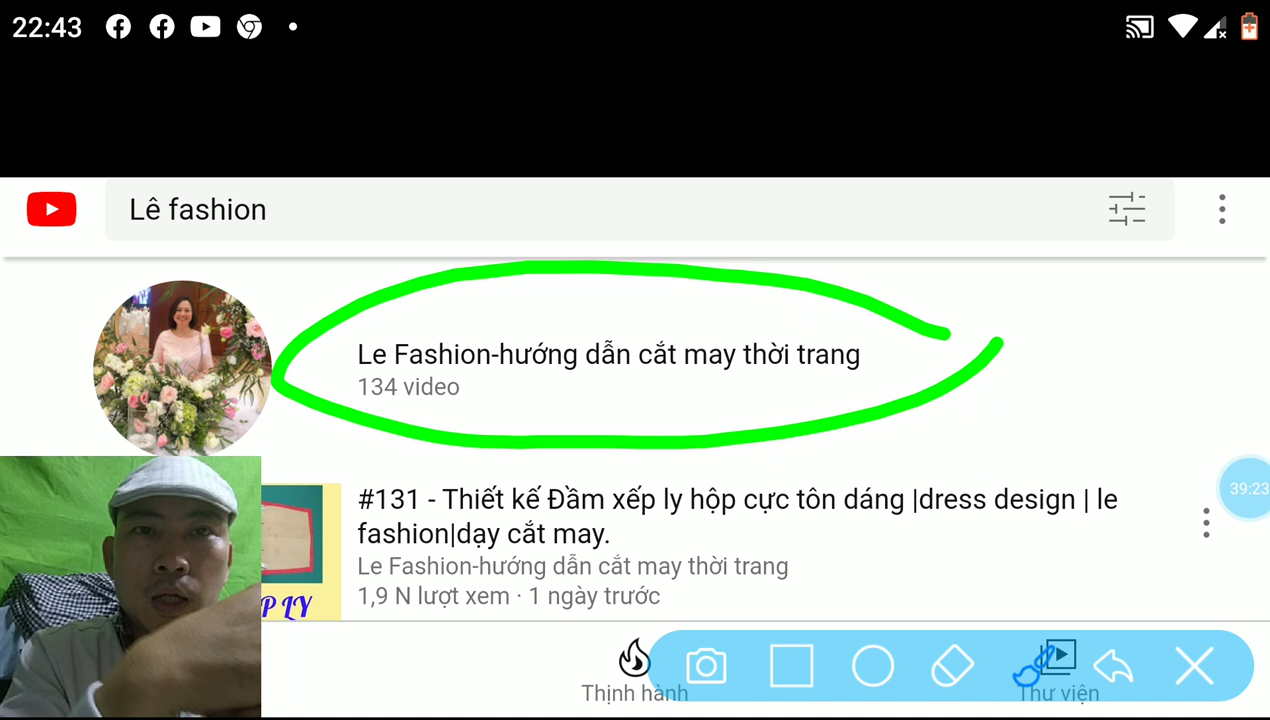 22:43
Lê fashion
Le Fashion-hướng dẫn cắt may thời trang
134 video
#131 - Thiết kế Đầm xếp ly hộp cực tôn dáng |dress design | le
fashion|dạy cắt may.
Le Fashion-hướng dẫn cắt may thời trang
1,9 N lượt xem · 1 ngày trước
P LY
39:23
Thịnh hành
Thư viện